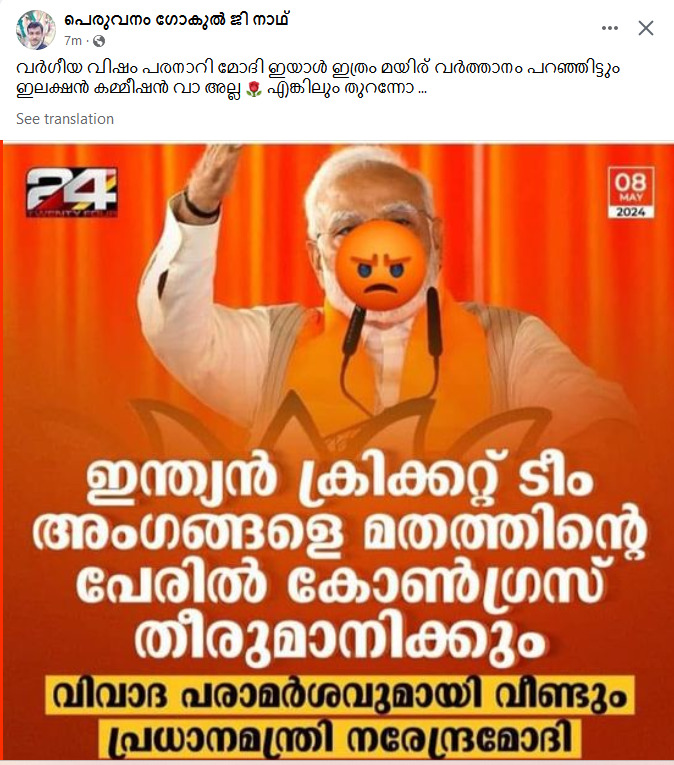 പെരുവനം ഗോകുൽ ജി നാഥ്
7m ·
വർഗീയ വിഷം പരനാറി മോദി ഇയാൾ ഇത്രം മയിര് വർത്താനം പറഞ്ഞിട്ടും
ഇലക്ഷൻ കമ്മീഷൻ വാ അല്ല 🌹 എങ്കിലും തുറന്നോ ...
See translation
24
TWENTY FOUR
08
MAY
2024
ഇന്ത്യൻ ക്രിക്കറ്റ് ടീം
അംഗങ്ങളെ മതത്തിന്റെ
പേരിൽ കോൺഗ്രസ്
തീരുമാനിക്കും
വിവാദ പരാമർശവുമായി വീണ്ടും
പ്രധാനമന്ത്രി നരേന്ദ്രമോദി